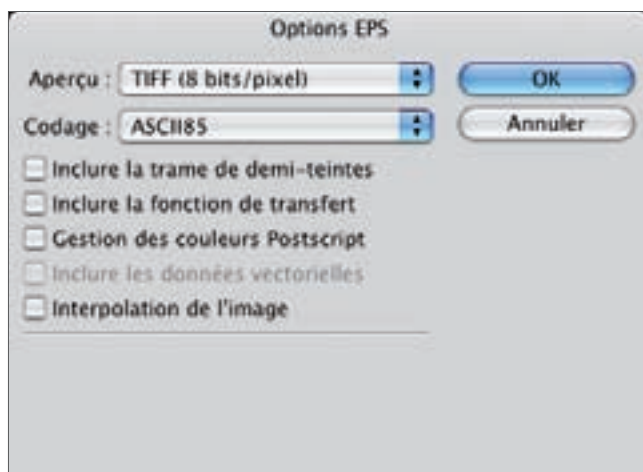 Options EPS
Aperçu : TIFF (8 bits/pixel)
OK
Codage : ASCII85
Annuler
Inclure la trame de demi-teintes
Inclure la fonction de transfert
Gestion des couleurs Postscript
Inclure les données vectorielles
Interpolation de l'image